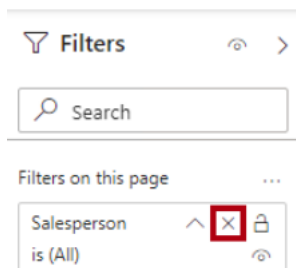 Filters
Search
Filters on this page
Salesperson
is (All)